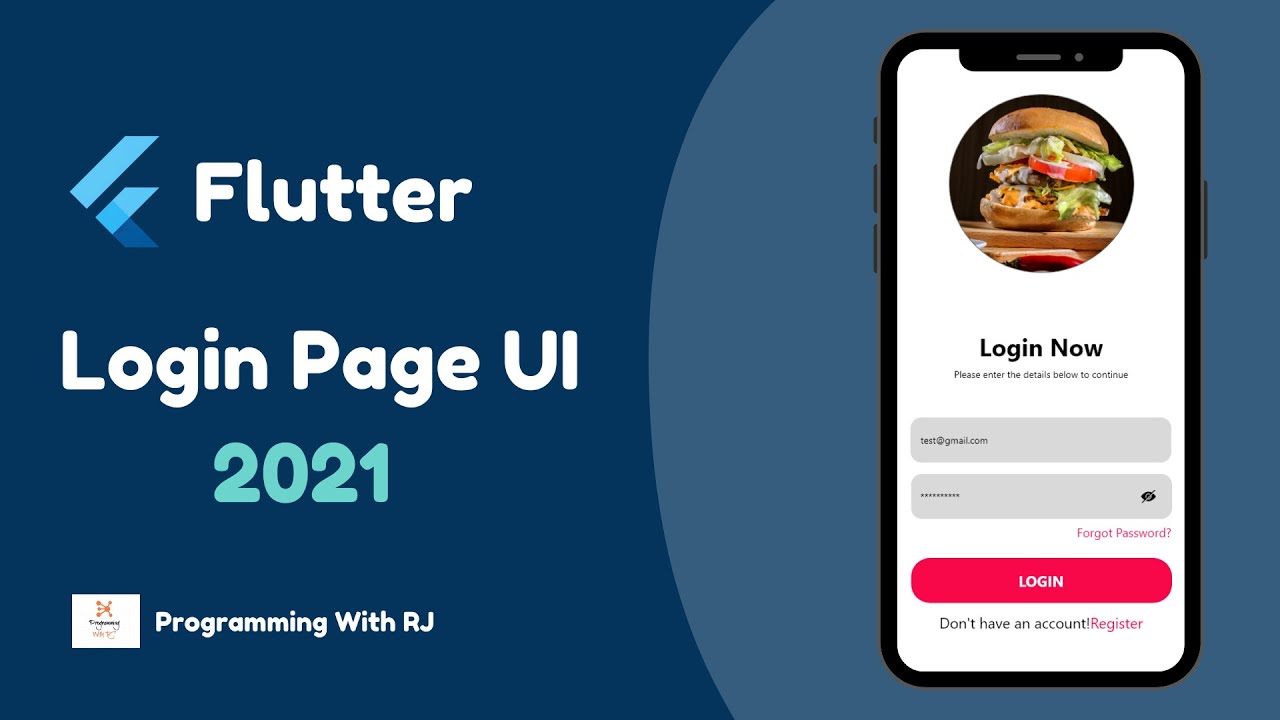 Flutter
Login Page UI
2021
Programming
With RJ
Programming With RJ
Login Now
Please enter the details below to continue
test@gmail.com
**********
Forgot Password?
LOGIN
Don't have an account!Register